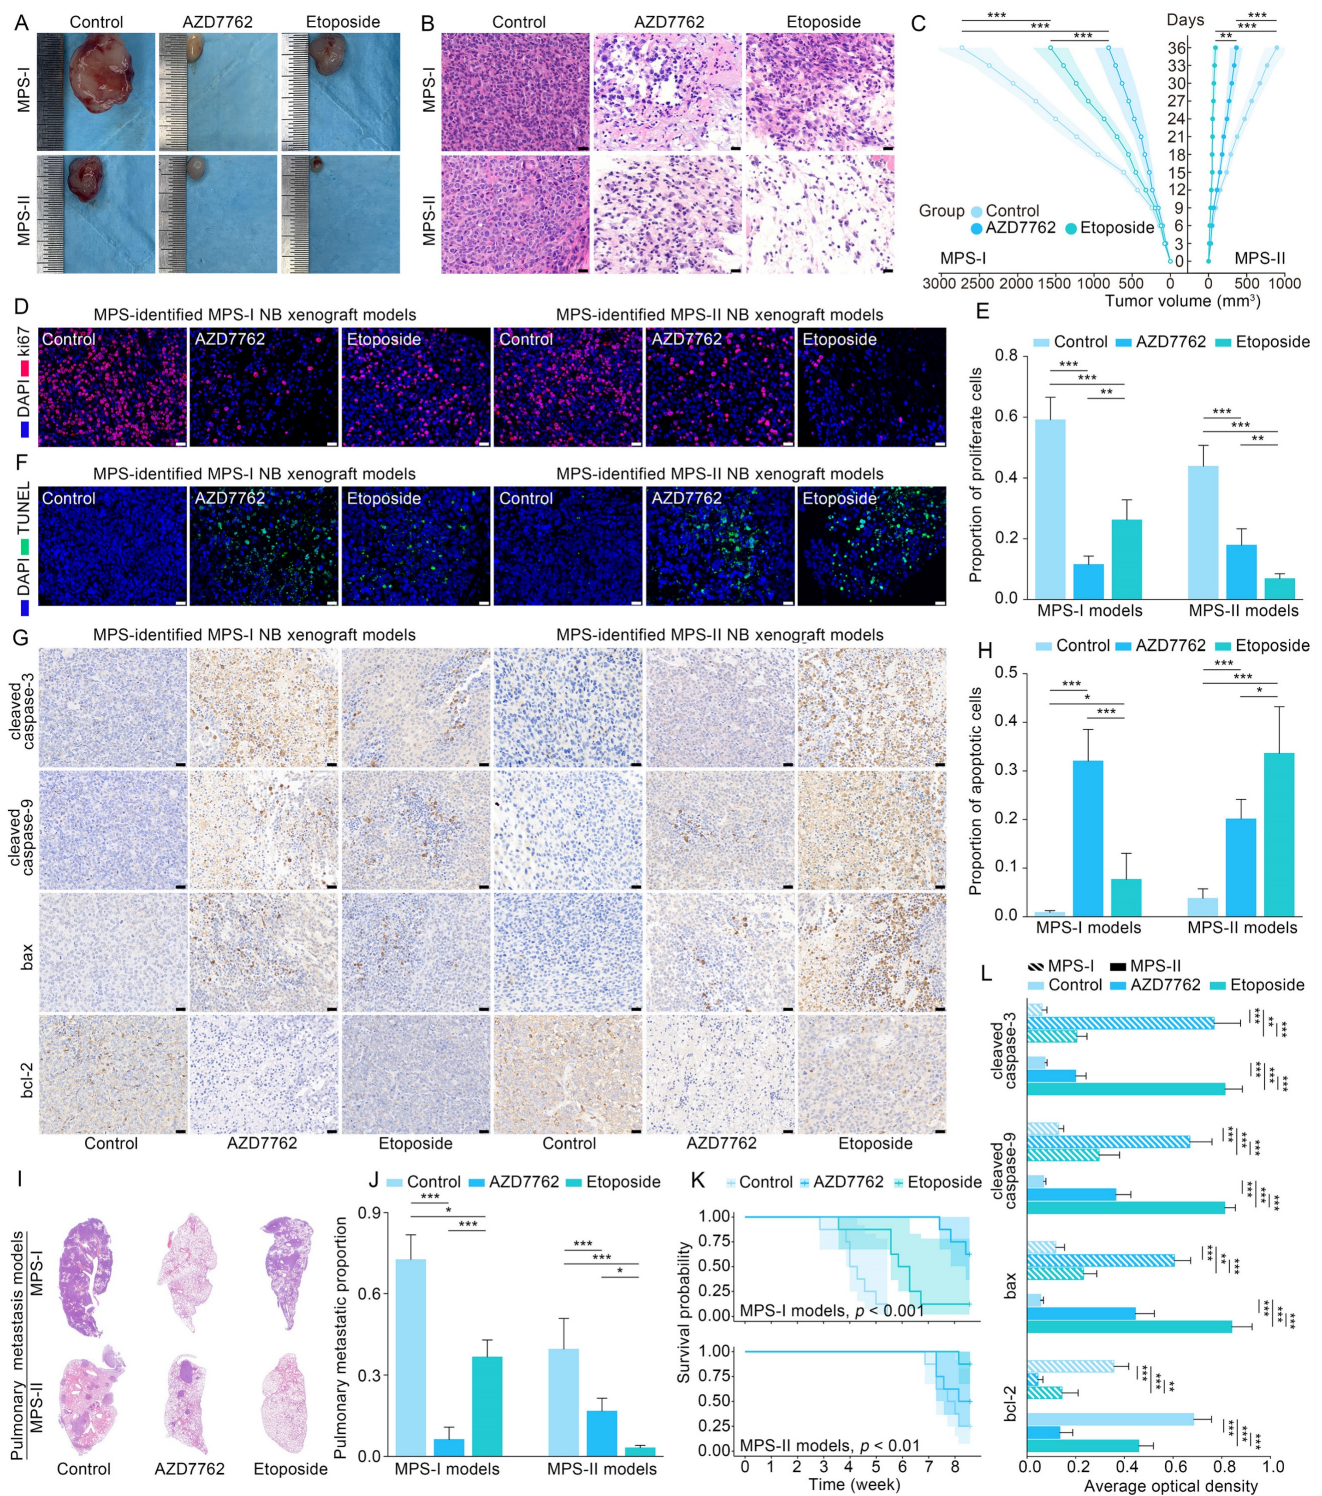 A
Control
AZD7762
Etoposide
MPS-I
MPS-II
B
Control
AZD7762
Etoposide
MPS-I
MPS-II
C
Days
*** ***
*** ***
*** **
36
33
30
27
24
21
18
15
12
9
6
3
0
Group Control
AZD7762 Etoposide
MPS-I MPS-II
3000 2500 2000 1500 1000 500 0 0 500 1000
Tumor volume (mm³)
D
MPS-identified MPS-I NB xenograft models
MPS-identified MPS-II NB xenograft models
DAPI ki67
Control AZD7762 Etoposide Control AZD7762 Etoposide
E
Control AZD7762 Etoposide
Proportion of proliferate cells
0.8
0.6
0.4
0.2
0.0
***
***
**
***
***
**
MPS-I models MPS-II models
F
MPS-identified MPS-I NB xenograft models
MPS-identified MPS-II NB xenograft models
DAPI TUNEL
Control AZD7762 Etoposide Control AZD7762 Etoposide
G
MPS-identified MPS-I NB xenograft models
MPS-identified MPS-II NB xenograft models
cleaved
caspase-3
cleaved
caspase-9
bax
bcl-2
Control AZD7762 Etoposide Control AZD7762 Etoposide
H
Control AZD7762 Etoposide
Proportion of apoptotic cells
0.5
0.4
0.3
0.2
0.1
0.0
***
*
***
***
***
*
MPS-I models MPS-II models
I
Pulmonary metastasis models
MPS-I
MPS-II
Control AZD7762 Etoposide
J
Control AZD7762 Etoposide
Pulmonary metastatic proportion
0.9
0.6
0.3
0.0
***
*
***
***
***
*
MPS-I models MPS-II models
K
Control AZD7762 Etoposide
Survival probability
1.00
0.75
0.50
0.25
0.00
MPS-I models, p < 0.001
1.00
0.75
0.50
0.25
0.00
MPS-II models, p < 0.01
0 1 2 3 4 5 6 7 8
Time (week)
L
MPS-I MPS-II
Control AZD7762 Etoposide
cleaved
caspase-3
*** ** ***
*** *** ***
cleaved
caspase-9
*** *** ***
*** *** ***
bax
*** ** ***
*** *** ***
bcl-2
*** *** **
*** *** ***
0.0 0.2 0.4 0.6 0.8 1.0
Average optical density